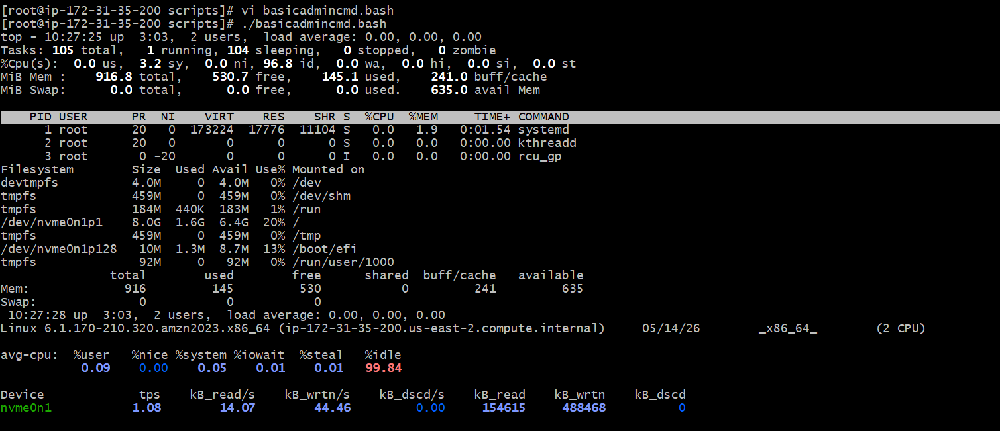 [root@ip-172-31-35-200 scripts]# vi basicadmincmd.bash
[root@ip-172-31-35-200 scripts]# ./basicadmincmd.bash
top - 10:27:25 up  3:03,  2 users,  load average: 0.00, 0.00, 0.00
Tasks: 105 total,   1 running, 104 sleeping,   0 stopped,   0 zombie
%Cpu(s):  0.0 us,  3.2 sy,  0.0 ni, 96.8 id,  0.0 wa,  0.0 hi,  0.0 si,  0.0 st
MiB Mem :    916.8 total,    530.7 free,    145.1 used,    241.0 buff/cache
MiB Swap:      0.0 total,      0.0 free,      0.0 used.    635.0 avail Mem

    PID USER      PR  NI    VIRT    RES    SHR S  %CPU  %MEM     TIME+ COMMAND
      1 root      20   0  173224  17776  11104 S   0.0   1.9   0:01.54 systemd
      2 root      20   0       0      0      0 S   0.0   0.0   0:00.00 kthreadd
      3 root       0 -20       0      0      0 I   0.0   0.0   0:00.00 rcu_gp
Filesystem        Size  Used Avail Use% Mounted on
devtmpfs          4.0M     0  4.0M   0% /dev
tmpfs             459M     0  459M   0% /dev/shm
tmpfs             184M  440K  183M   1% /run
/dev/nvme0n1p1    8.0G  1.6G  6.4G  20% /
tmpfs             459M     0  459M   0% /tmp
/dev/nvme0n1p128   10M  1.3M  8.7M  13% /boot/efi
tmpfs              92M     0   92M   0% /run/user/1000
               total        used        free      shared  buff/cache   available
Mem:             916         145         530           0         241         635
Swap:              0           0           0
 10:27:28 up  3:03,  2 users,  load average: 0.00, 0.00, 0.00
Linux 6.1.170-210.320.amzn2023.x86_64 (ip-172-31-35-200.us-east-2.compute.internal)     05/14/26        _x86_64_        (2 CPU)

avg-cpu:  %user   %nice %system %iowait  %steal   %idle
           0.09    0.00    0.05    0.01    0.01   99.84

Device             tps    kB_read/s    kB_wrtn/s    kB_dscd/s    kB_read    kB_wrtn    kB_dscd
nvme0n1           1.08        14.07        44.46         0.00     154615     488468          0